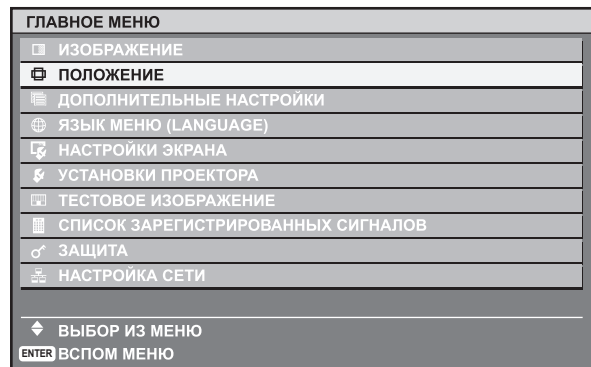 ГЛАВНОЕ МЕНЮ
ИЗОБРАЖЕНИЕ
ПОЛОЖЕНИЕ
ДОПОЛНИТЕЛЬНЫЕ НАСТРОЙКИ
ЯЗЫК МЕНЮ (LANGUAGE)
НАСТРОЙКИ ЭКРАНА
УСТАНОВКИ ПРОЕКТОРА
ТЕСТОВОЕ ИЗОБРАЖЕНИЕ
СПИСОК ЗАРЕГИСТРИРОВАННЫХ СИГНАЛОВ
ЗАЩИТА
НАСТРОЙКА СЕТИ
ВЫБОР ИЗ МЕНЮ
ENTER ВСПОМ МЕНЮ